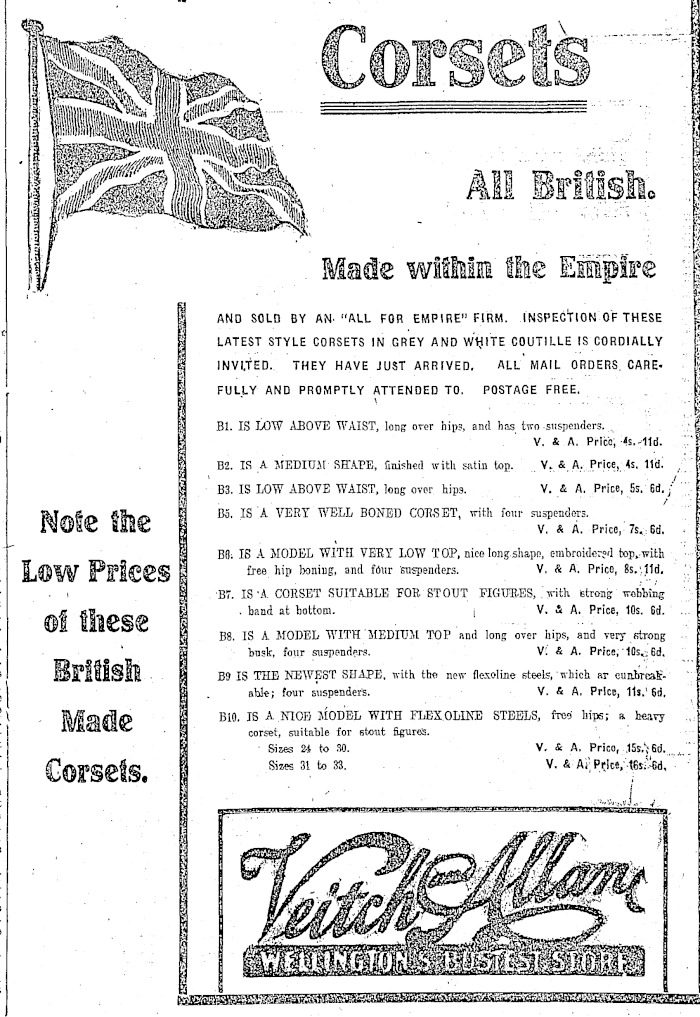 Corsets
All British.
Made within the Empire
AND SOLD BY AN "ALL FOR EMPIRE" FIRM. INSPECTION OF THESE
LATEST STYLE CORSETS IN GREY AND WHITE COUTILLE IS CORDIALLY
INVITED. THEY HAVE JUST ARRIVED. ALL MAIL ORDERS CARE-
FULLY AND PROMPTLY ATTENDED TO. POSTAGE FREE.
B1. IS LOW ABOVE WAIST, long over hips, and has two suspenders.
V. & A. Price, 4s. 11d.
B2. IS A MEDIUM SHAPE, finished with satin top. V. & A. Price, 4s. 11d.
B3. IS LOW ABOVE WAIST, long over hips. V. & A. Price, 5s. 6d.
B5. IS A VERY WELL BONED CORSET, with four suspenders.
V. & A. Price, 7s. 6d.
B6. IS A MODEL WITH VERY LOW TOP, nice long shape, embroidered top, with
free hip boning, and four suspenders. V. & A. Price, 8s. 11d.
B7. IS A CORSET SUITABLE FOR STOUT FIGURES, with strong webbing
band at bottom. V. & A. Price, 10s. 6d.
B8. IS A MODEL WITH MEDIUM TOP and long over hips, and very strong
busk, four suspenders. V. & A. Price, 10s. 6d.
B9 IS THE NEWEST SHAPE, with the new flexoline steels, which ar eunbreak-
able; four suspenders. V. & A. Price, 11s. 6d.
B10. IS A NICE MODEL WITH FLEXOLINE STEELS, free hips; a heavy
corset, suitable for stout figures.
Sizes 24 to 30. V. & A. Price, 15s. 6d.
Sizes 31 to 33. V. & A. Price, 16s. 6d.
Note the
Low Prices
of these
British
Made
Corsets.
Veitch & Allan
WELLINGTON'S BUSIEST STORE